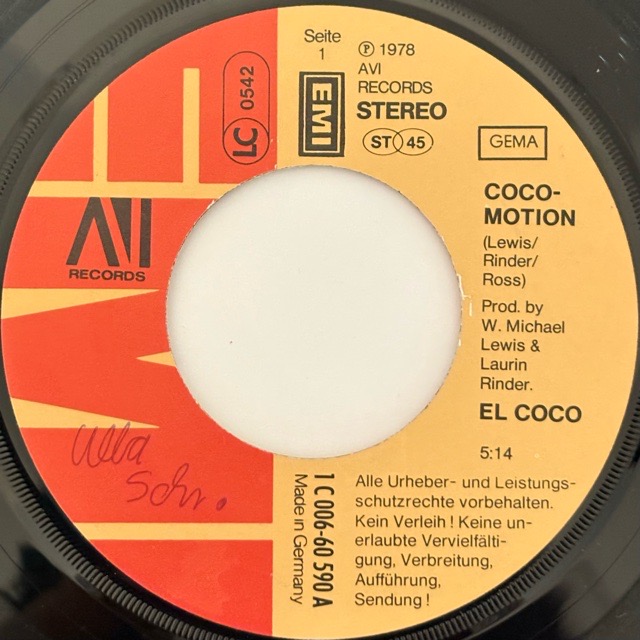 Seite
1
℗ 1978
AVI
RECORDS
STEREO
ST 45
EMI
LC 0542
GEMA
AVI
RECORDS
COCO-
MOTION
(Lewis/
Rinder/
Ross)
Prod. by
W. Michael
Lewis &
Laurin
Rinder.
EL COCO
5:14
1 C 006-60 590 A
Made in Germany
Alle Urheber- und Leistungs-
schutzrechte vorbehalten.
Kein Verleih! Keine un-
erlaubte Vervielfälti-
gung, Verbreitung,
Aufführung,
Sendung!